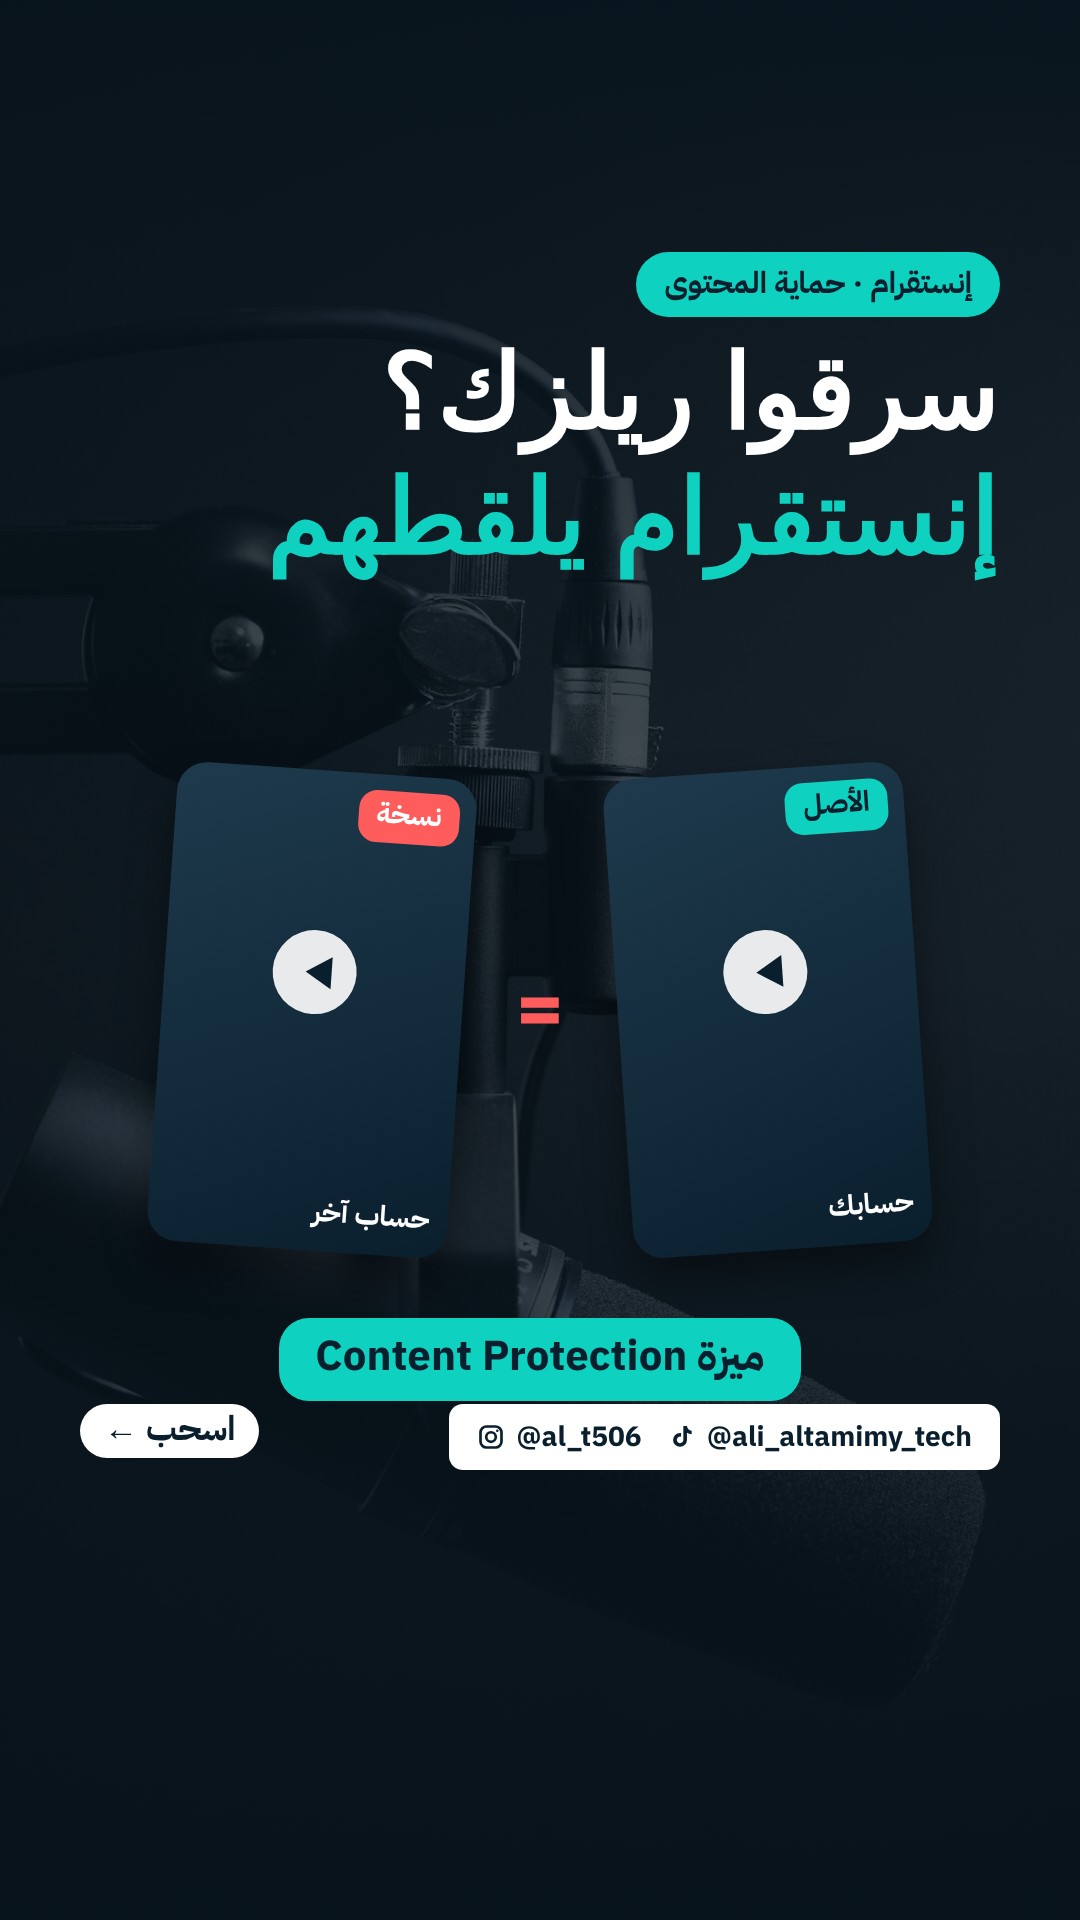 إنستقرام · حماية المحتوى
سرقوا ريلزك؟
إنستقرام يلقطهم
الأصل
نسخة
=
حسابك
حساب آخر
ميزة Content Protection
@al_t506 @ali_altamimy_tech
اسحب ←